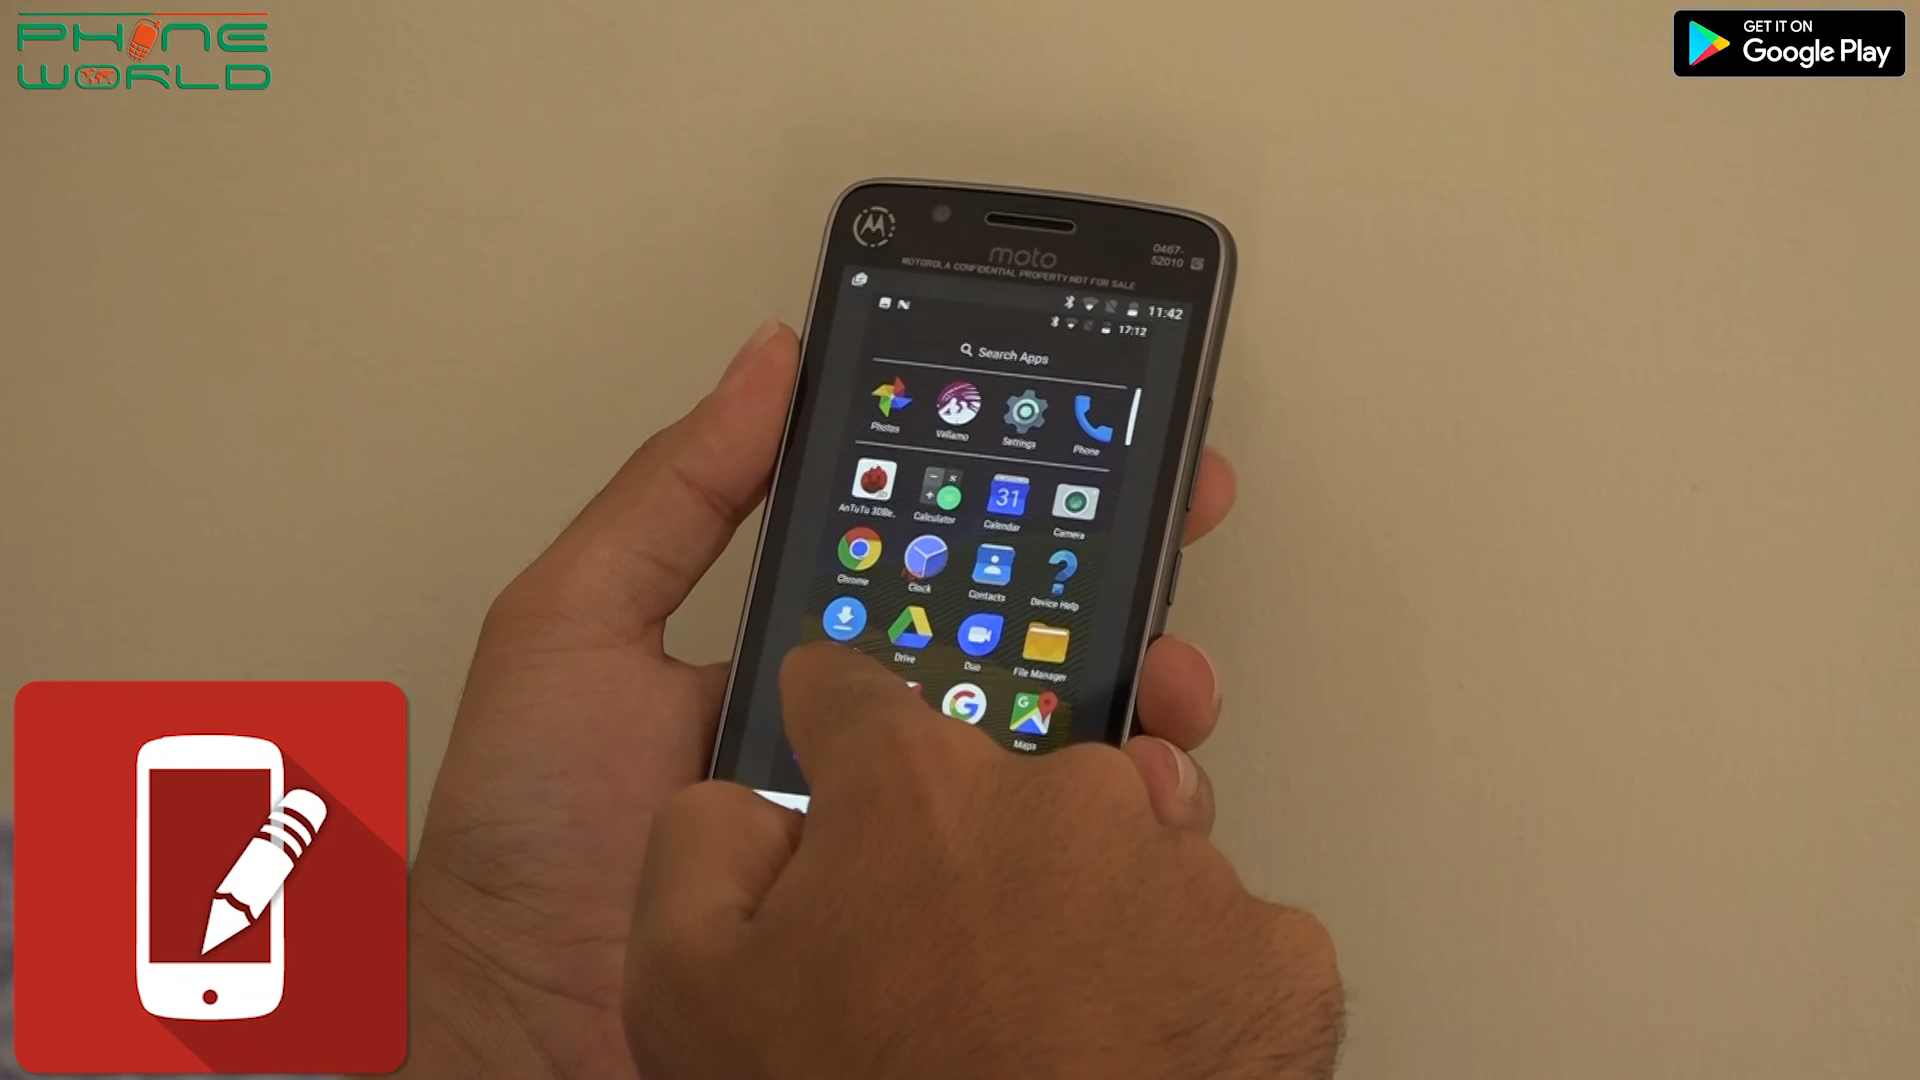 PHONE
WORLD
GET IT ON
Google Play
moto
MOTOROLA CONFIDENTIAL PROPERTY.NOT FOR SALE
0467-
52010
11:42
17:12
Search Apps
Photos
Vellamo
Settings
Phone
AnTuTu 3DBe..
Calculator
31
Calendar
Camera
Chrome
Clock
Contacts
Device Help
Drive
Duo
File Manager
G
G
Maps